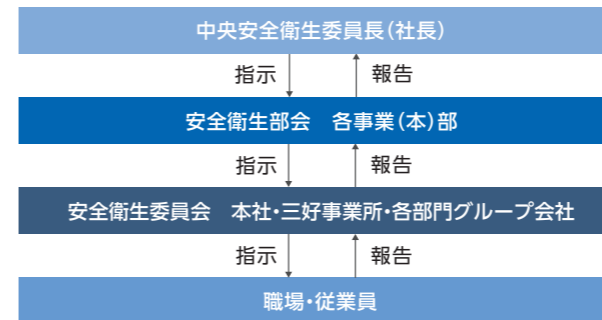 中央安全衛生委員長（社長）
指示 報告
安全衛生部会　各事業（本）部
指示 報告
安全衛生委員会　本社・三好事業所・各部門グループ会社
指示 報告
職場・従業員